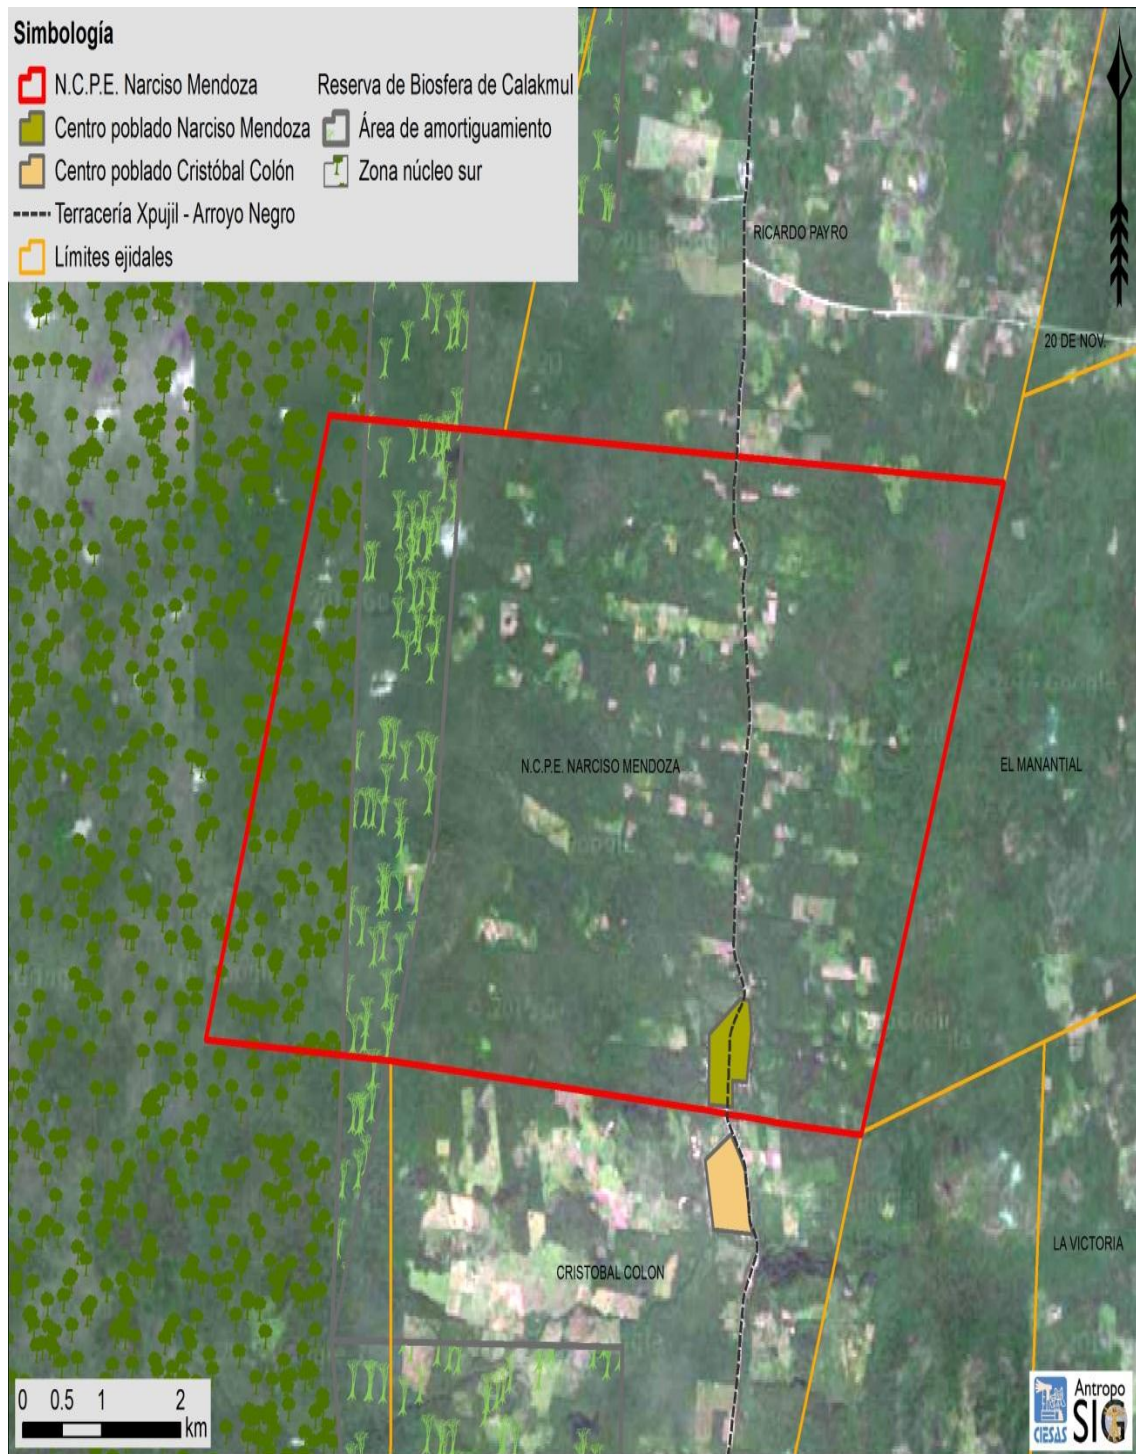 Simbología
N.C.P.E. Narciso Mendoza
Centro poblado Narciso Mendoza
Centro poblado Cristóbal Colón
Terracería Xpujil - Arroyo Negro
Límites ejidales
Reserva de Biosfera de Calakmul
Área de amortiguamiento
Zona núcleo sur
RICARDO PAYRO
20 DE NOV.
N.C.P.E. NARCISO MENDOZA
EL MANANTIAL
LA VICTORIA
CRISTOBAL COLON
0 0.5 1 2
km
CIESAS
Antropo
SIG